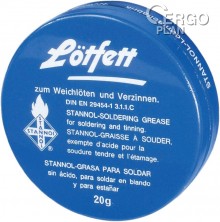 CERGO
PLAN
Lötfett
zum Weichlöten und Verzinnen.
DIN EN 29454-1 3.1.1.C
STANNOL-SOLDERING GREASE
for soldering and tinning.
STANNOL-GRAISSE À SOUDER,
exempte d'acide pour la
soudure tendre et l'étamage.
STANNOL
STANNOL-GRASA PARA SOLDAR
sin ácido, para soldar en blando
y para estañar
20g